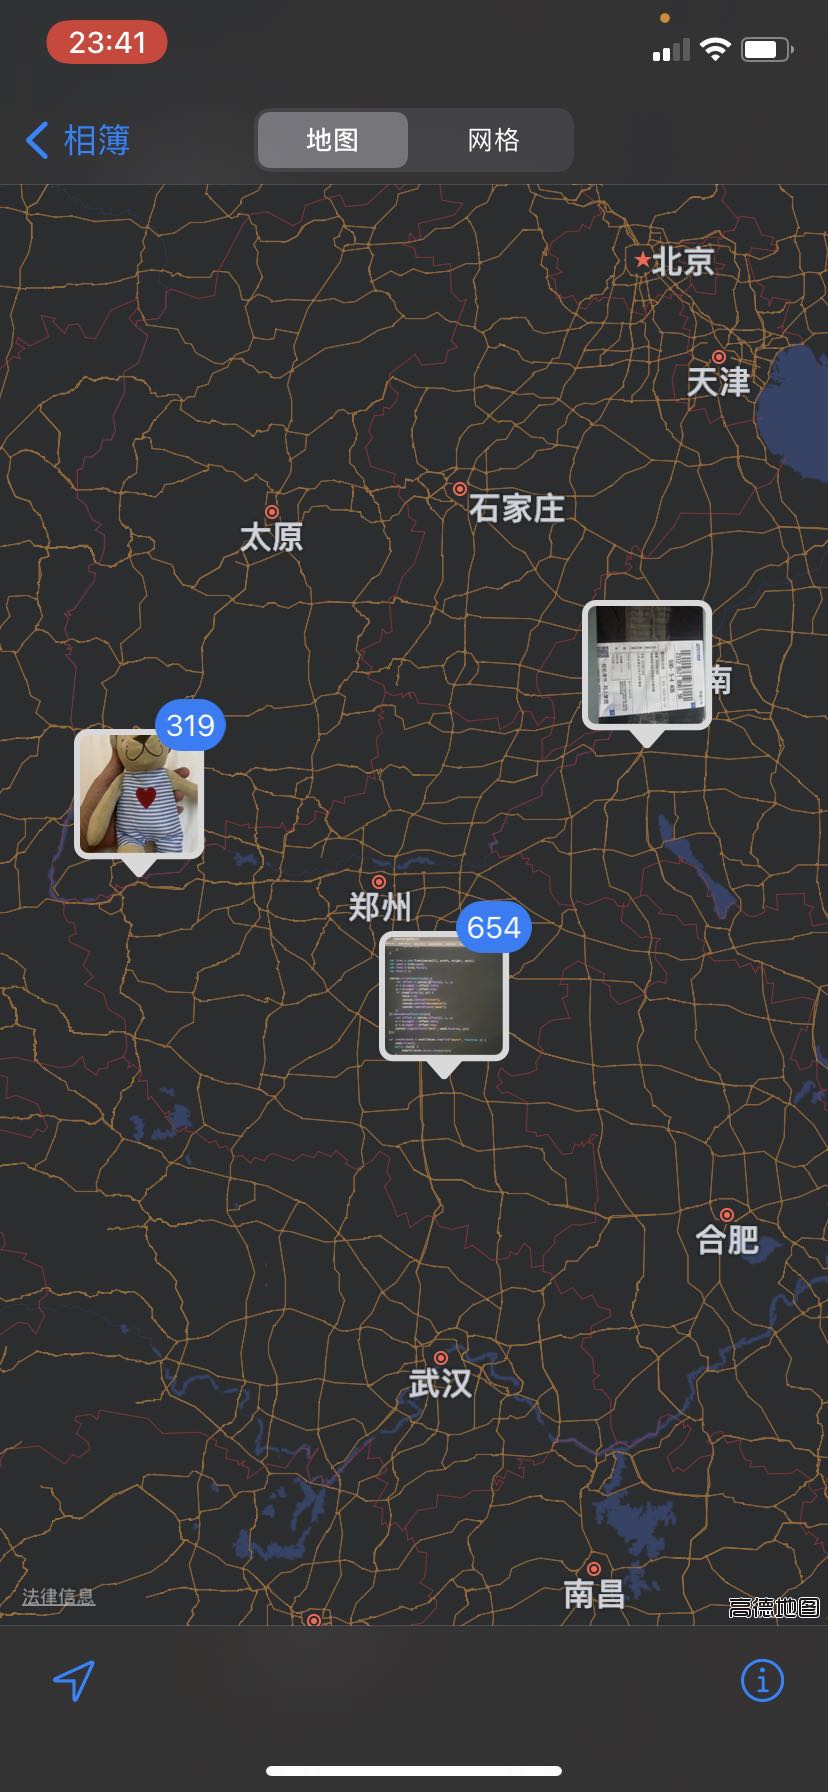 23:41
相簿
地图
网格
北京
天津
石家庄
太原
南
319
郑州
654
合肥
武汉
南昌
法律信息
高德地图